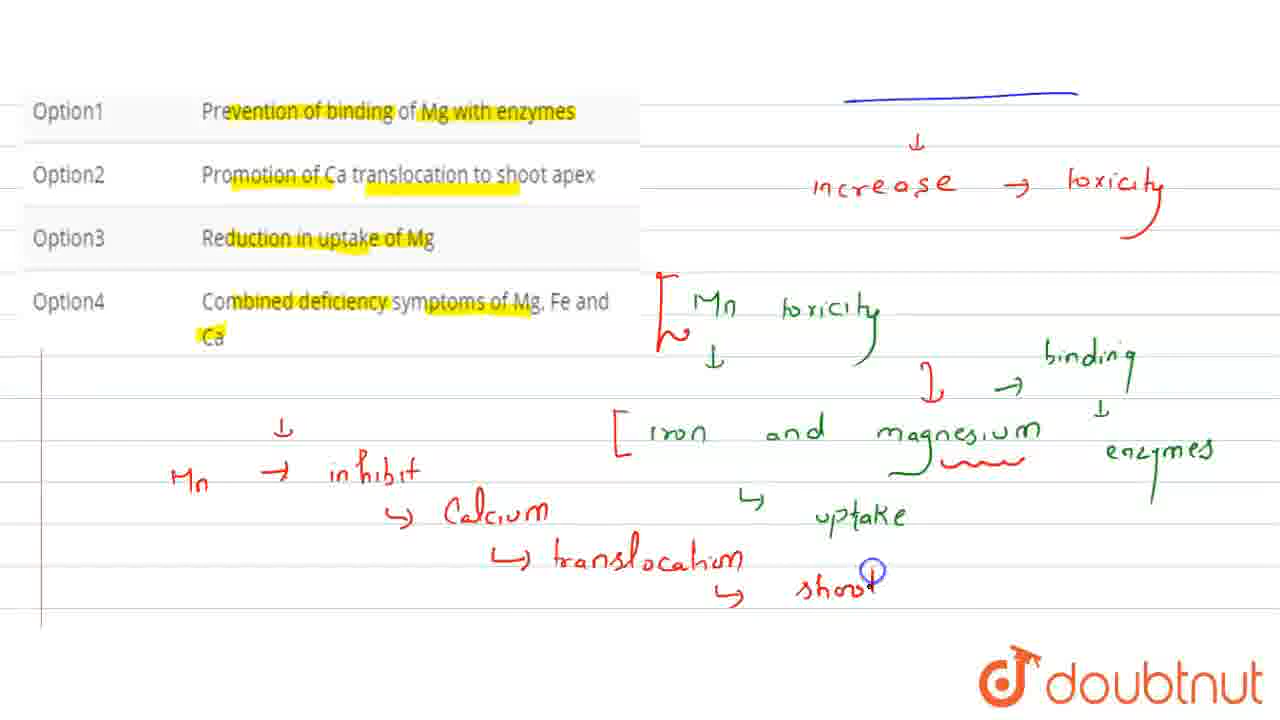 Option1 Prevention of binding of Mg with enzymes
Option2 Promotion of Ca translocation to shoot apex
Option3 Reduction in uptake of Mg
Option4 Combined deficiency symptoms of Mg, Fe and
Ca
increase → toxicity
Mn toxicity
binding
iron and magnesium
enzymes
uptake
Mn → inhibit
Calcium
translocation
shoot
doubtnut